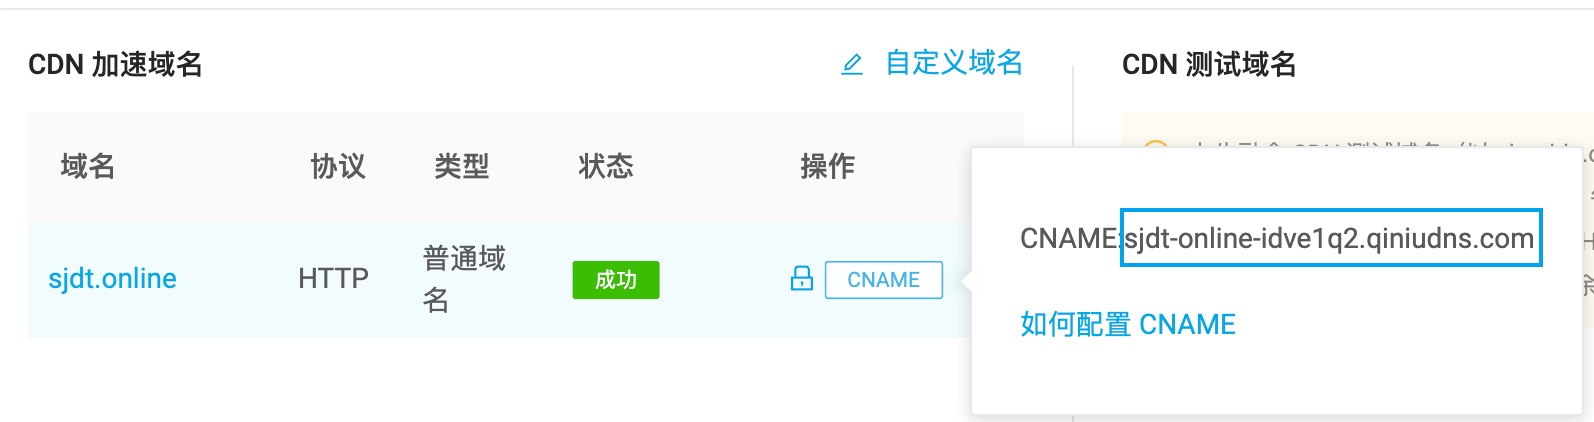 CDN 加速域名
自定义域名
CDN 测试域名
域名 协议 类型 状态 操作
sjdt.online HTTP 普通域
名 成功 CNAME
CNAME:sjdt-online-idve1q2.qiniudns.com
如何配置 CNAME